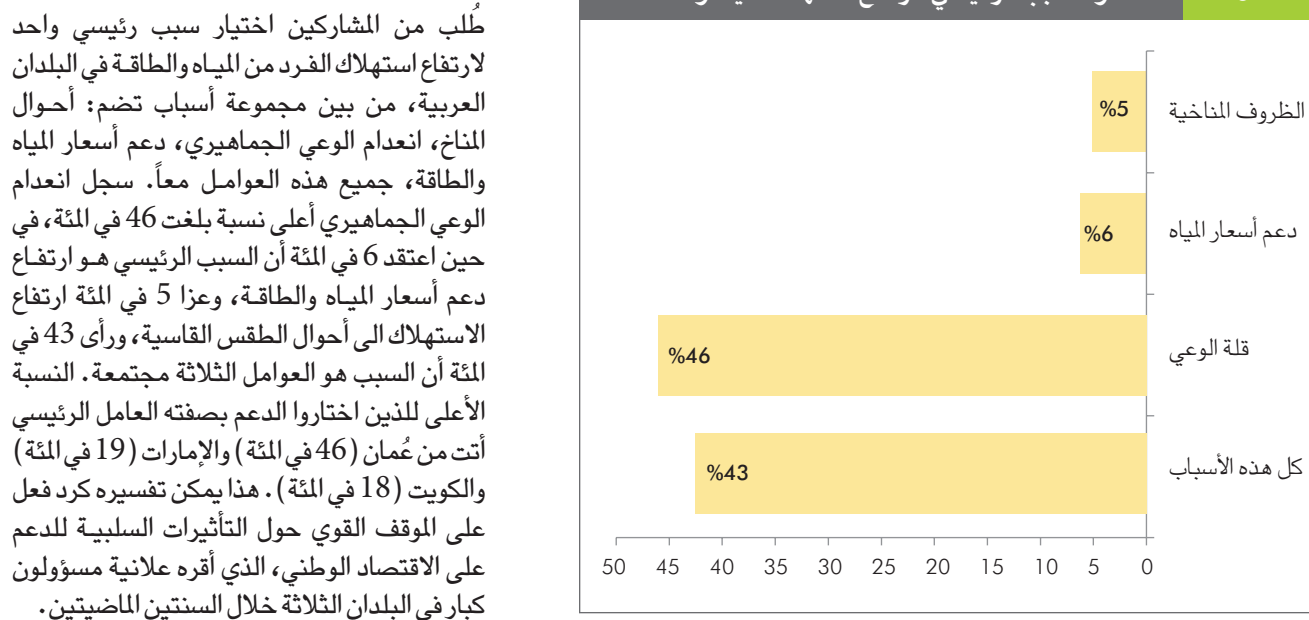 الظروف المناخية
%5
دعم أسعار المياه
%6
قلة الوعي
%46
كل هذه الأسباب
%43
50 45 40 35 30 25 20 15 10 5 0
طُلب من المشاركين اختيار سبب رئيسي واحد
لارتفاع استهلاك الفرد من المياه والطاقة في البلدان
العربية، من بين مجموعة أسباب تضم: أحوال
المناخ، انعدام الوعي الجماهيري، دعم أسعار المياه
والطاقة، جميع هذه العوامل معاً. سجل انعدام
الوعي الجماهيري أعلى نسبة بلغت 46 في المئة، في
حين اعتقد 6 في المئة أن السبب الرئيسي هو ارتفاع
دعم أسعار المياه والطاقة، وعزا 5 في المئة ارتفاع
الاستهلاك الى أحوال الطقس القاسية، ورأى 43 في
المئة أن السبب هو العوامل الثلاثة مجتمعة. النسبة
الأعلى للذين اختاروا الدعم بصفته العامل الرئيسي
أتت من عُمان (46 في المئة) والإمارات (19 في المئة)
والكويت (18 في المئة). هذا يمكن تفسيره كرد فعل
على الموقف القوي حول التأثيرات السلبية للدعم
على الاقتصاد الوطني، الذي أقره علانية مسؤولون
كبار في البلدان الثلاثة خلال السنتين الماضيتين.